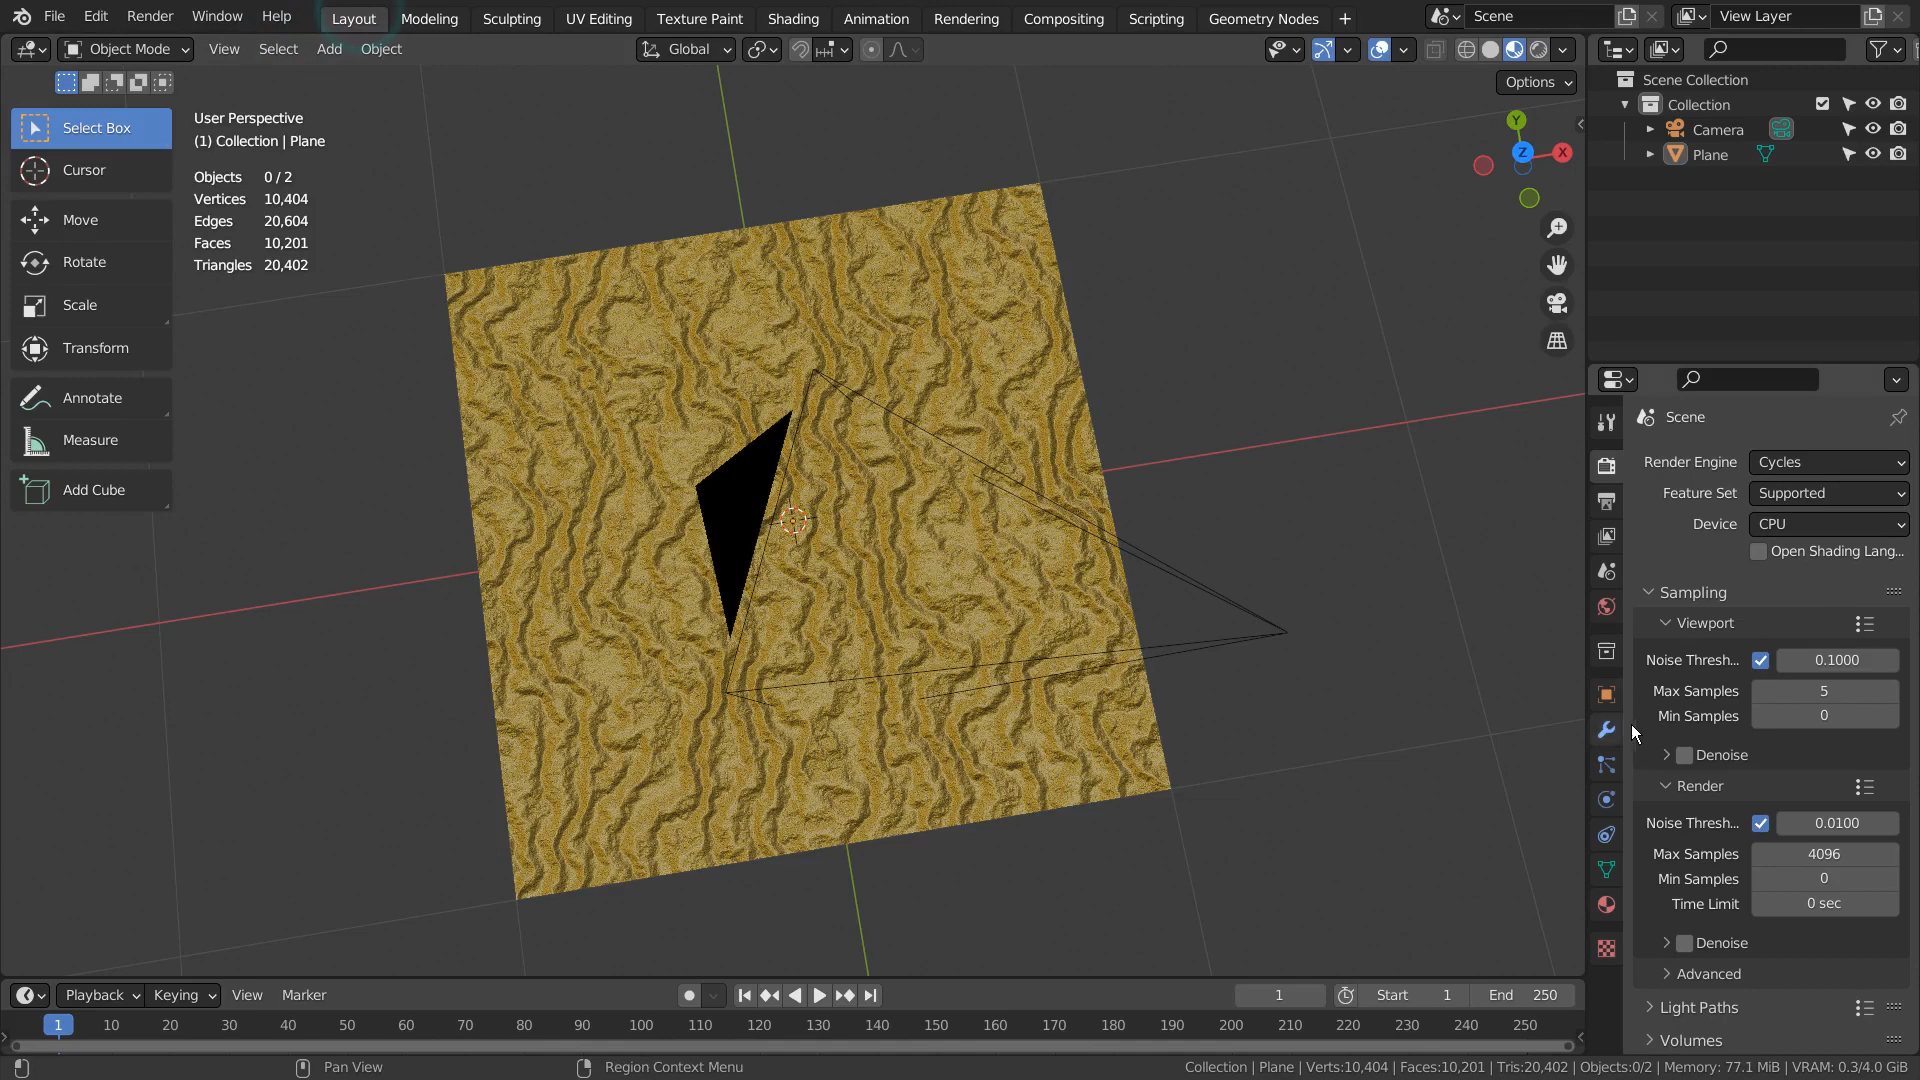 File Edit Render Window Help Layout Modeling Sculpting UV Editing Texture Paint Shading Animation Rendering Compositing Scripting Geometry Nodes + Scene View Layer
Object Mode View Select Add Object Global
Options
Select Box
Cursor
Move
Rotate
Scale
Transform
Annotate
Measure
Add Cube
User Perspective
(1) Collection | Plane
Objects 0 / 2
Vertices 10,404
Edges 20,604
Faces 10,201
Triangles 20,402
Y
Z
X
Scene Collection
Collection
Camera
Plane
Scene
Render Engine Cycles
Feature Set Supported
Device CPU
Open Shading Lang...
Sampling
Viewport
Noise Thresh... 0.1000
Max Samples 5
Min Samples 0
Denoise
Render
Noise Thresh... 0.0100
Max Samples 4096
Min Samples 0
Time Limit 0 sec
Denoise
Advanced
Light Paths
Volumes
Playback Keying View Marker 1 Start 1 End 250
1 10 20 30 40 50 60 70 80 90 100 110 120 130 140 150 160 170 180 190 200 210 220 230 240 250
Pan View Region Context Menu Collection | Plane | Verts:10,404 | Faces:10,201 | Tris:20,402 | Objects:0/2 | Memory: 77.1 MiB | VRAM: 0.3/4.0 GiB